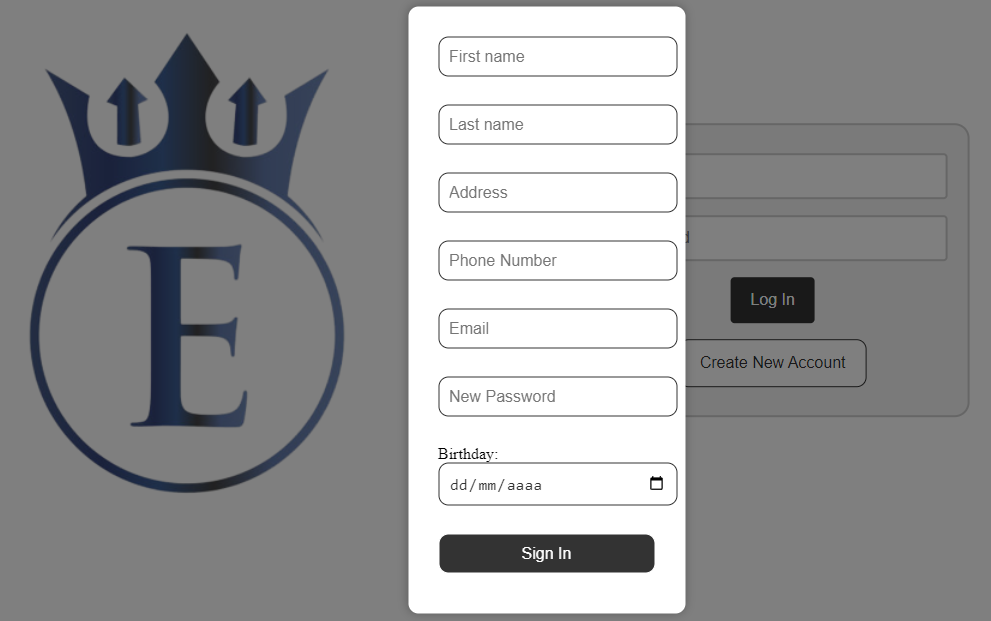 First name
Last name
Address
Phone Number
Email
New Password
Birthday:
dd/mm/aaaa
Sign In
E
Log In
Create New Account